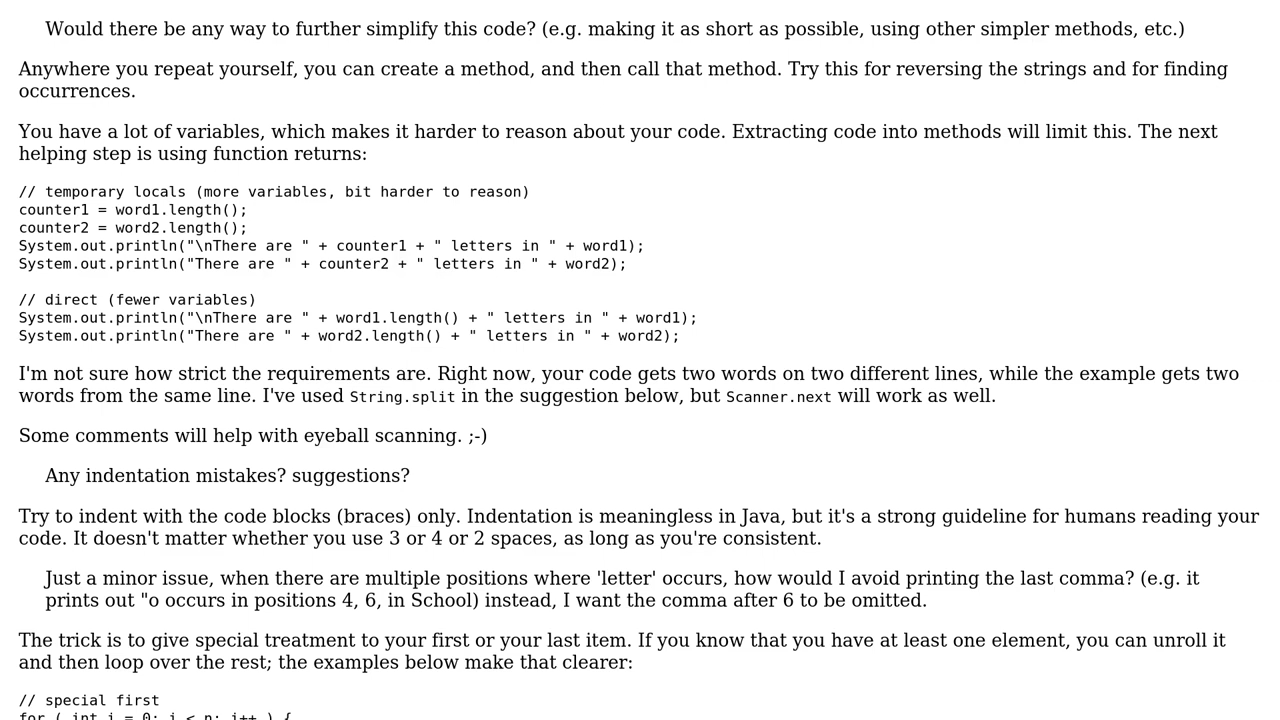 Would there be any way to further simplify this code? (e.g. making it as short as possible, using other simpler methods, etc.)
Anywhere you repeat yourself, you can create a method, and then call that method. Try this for reversing the strings and for finding
occurrences.
You have a lot of variables, which makes it harder to reason about your code. Extracting code into methods will limit this. The next
helping step is using function returns:
// temporary locals (more variables, bit harder to reason)
counter1 = word1.length();
counter2 = word2.length();
System.out.println("\nThere are " + counter1 + " letters in " + word1);
System.out.println("There are " + counter2 + " letters in " + word2);
// direct (fewer variables)
System.out.println("\nThere are " + word1.length() + " letters in " + word1);
System.out.println("There are " + word2.length() + " letters in " + word2);
I'm not sure how strict the requirements are. Right now, your code gets two words on two different lines, while the example gets two
words from the same line. I've used String.split in the suggestion below, but Scanner.next will work as well.
Some comments will help with eyeball scanning. ;-)
Any indentation mistakes? suggestions?
Try to indent with the code blocks (braces) only. Indentation is meaningless in Java, but it's a strong guideline for humans reading your
code. It doesn't matter whether you use 3 or 4 or 2 spaces, as long as you're consistent.
Just a minor issue, when there are multiple positions where 'letter' occurs, how would I avoid printing the last comma? (e.g. it
prints out "o occurs in positions 4, 6, in School) instead, I want the comma after 6 to be omitted.
The trick is to give special treatment to your first or your last item. If you know that you have at least one element, you can unroll it
and then loop over the rest; the examples below make that clearer:
// special first
for ( int i = 0; i < n; i++ ) {